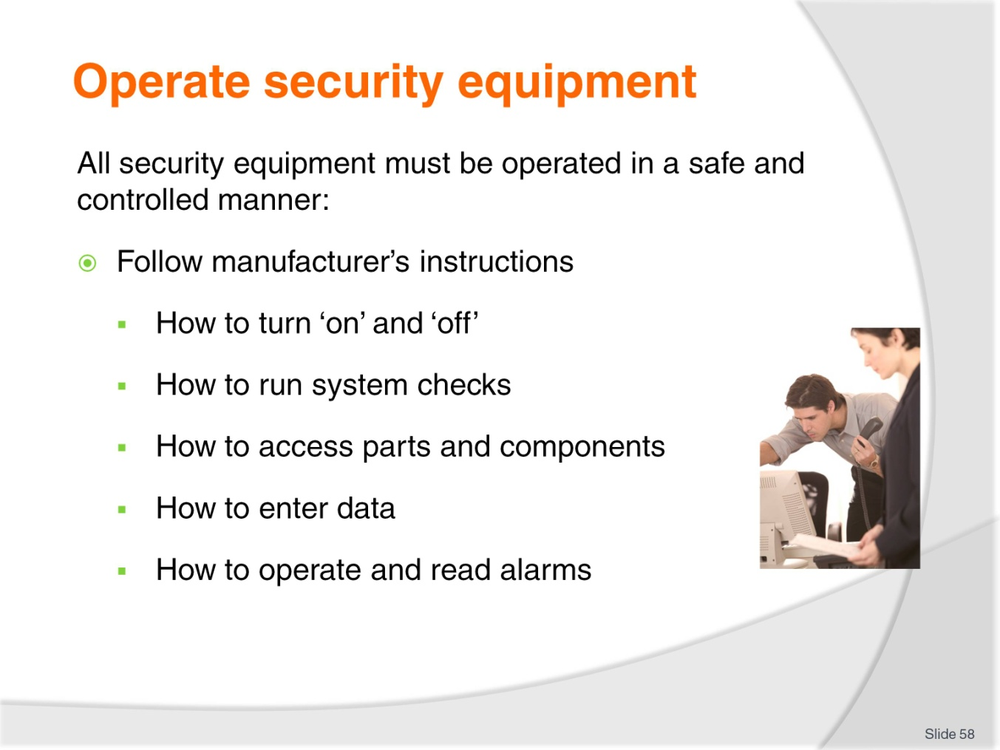 Operate security equipment
All security equipment must be operated in a safe and
controlled manner:
Follow manufacturer’s instructions
How to turn ‘on’ and ‘off’
How to run system checks
How to access parts and components
How to enter data
How to operate and read alarms
Slide 58